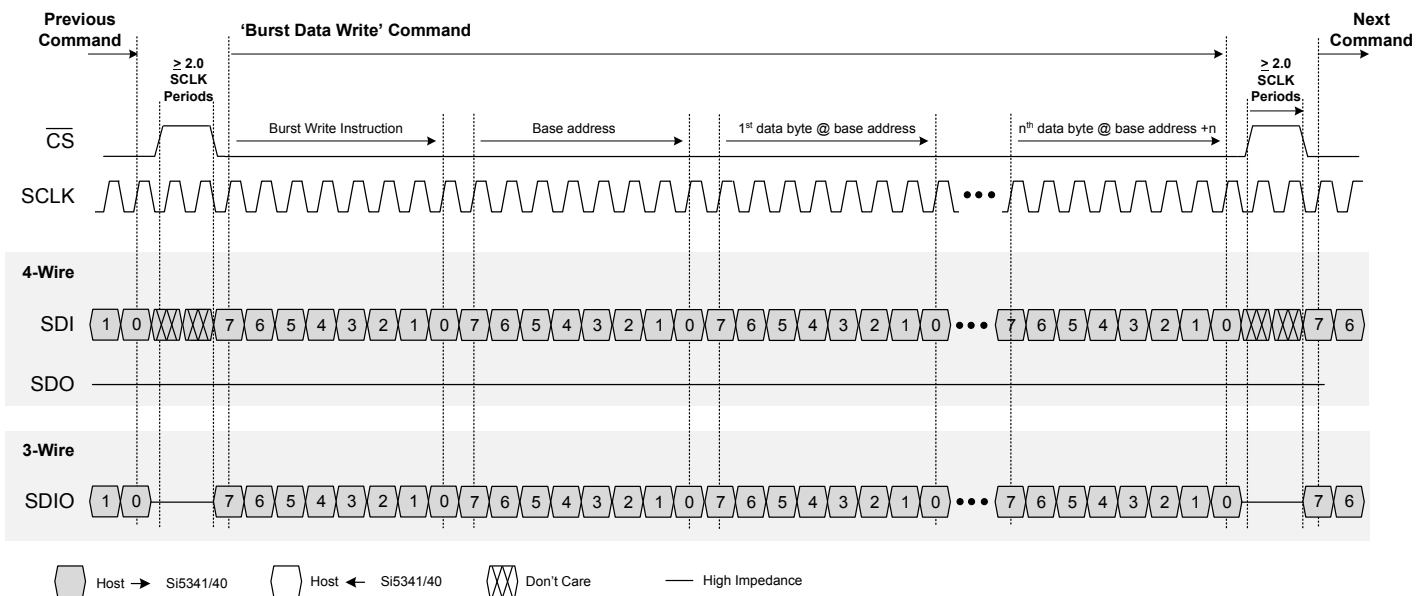 Previous Command
'Burst Data Write' Command
Next Command
≥ 2.0 SCLK Periods
≥ 2.0 SCLK Periods
CS
Burst Write Instruction
Base address
1st data byte @ base address
nth data byte @ base address +n
SCLK
4-Wire
SDI 1 0 7 6 5 4 3 2 1 0 7 6 5 4 3 2 1 0 7 6 5 4 3 2 1 0 ••• 7 6 5 4 3 2 1 0 7 6
SDO
3-Wire
SDIO 1 0 7 6 5 4 3 2 1 0 7 6 5 4 3 2 1 0 7 6 5 4 3 2 1 0 ••• 7 6 5 4 3 2 1 0 7 6
Host → Si5341/40 Host ← Si5341/40 Don't Care High Impedance